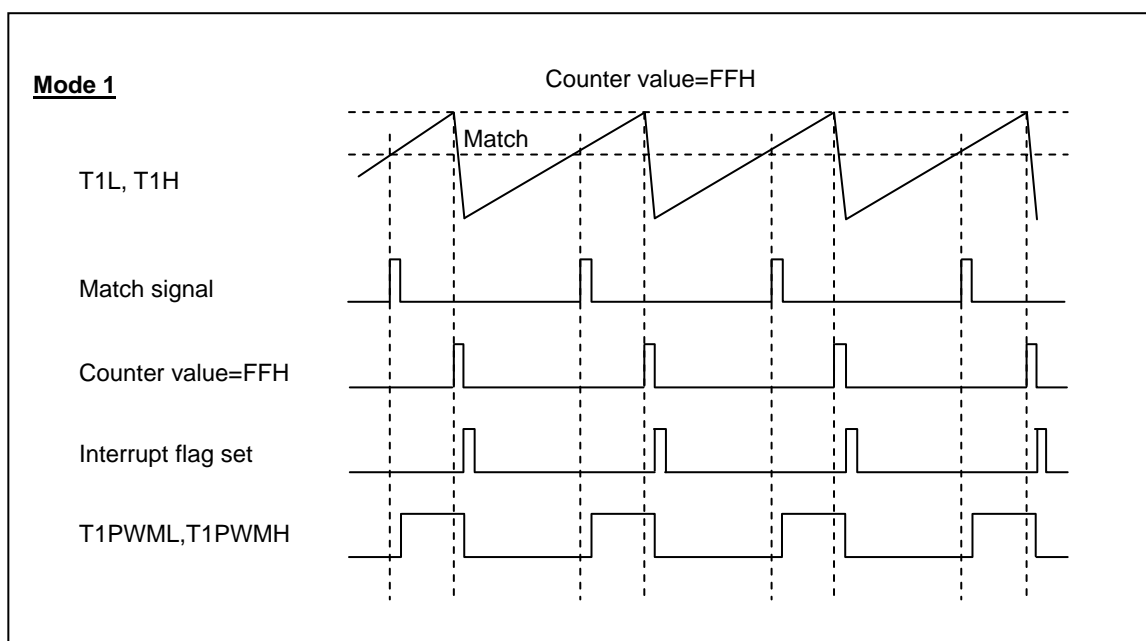 Mode 1
Counter value=FFH
Match
T1L, T1H
Match signal
Counter value=FFH
Interrupt flag set
T1PWML,T1PWMH